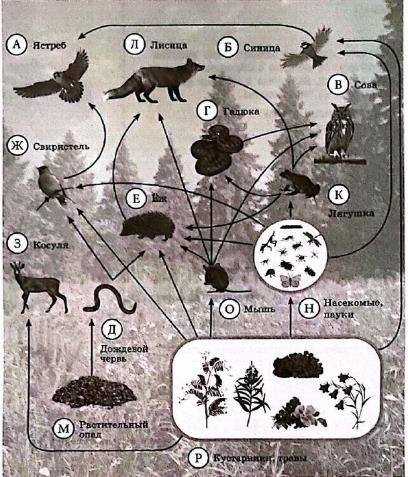 А Ястреб
Л Лисица
Б Синица
В Сова
Г Гадюка
Ж Свиристель
Е Ёж
К
Лягушка
З Косуля
О Мышь
Н Насекомые,
пауки
Д
Дождевой
червь
М Растительный
опад
Р Кустарники, травы